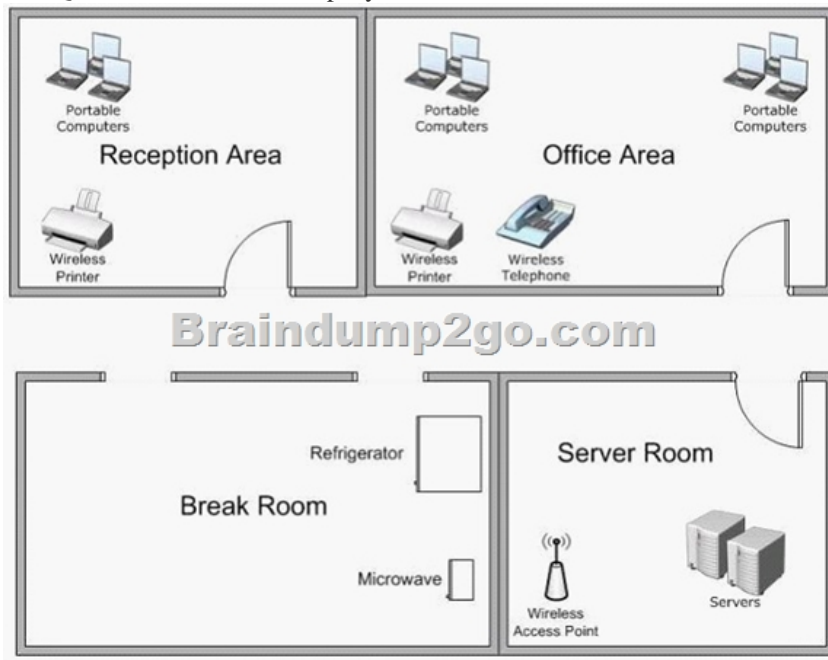 Portable
Computers
Reception Area
Wireless
Printer
Portable
Computers
Portable
Computers
Office Area
Wireless
Printer
Wireless
Telephone
Braindump2go.com
Refrigerator
Break Room
Microwave
Server Room
Wireless
Access Point
Servers